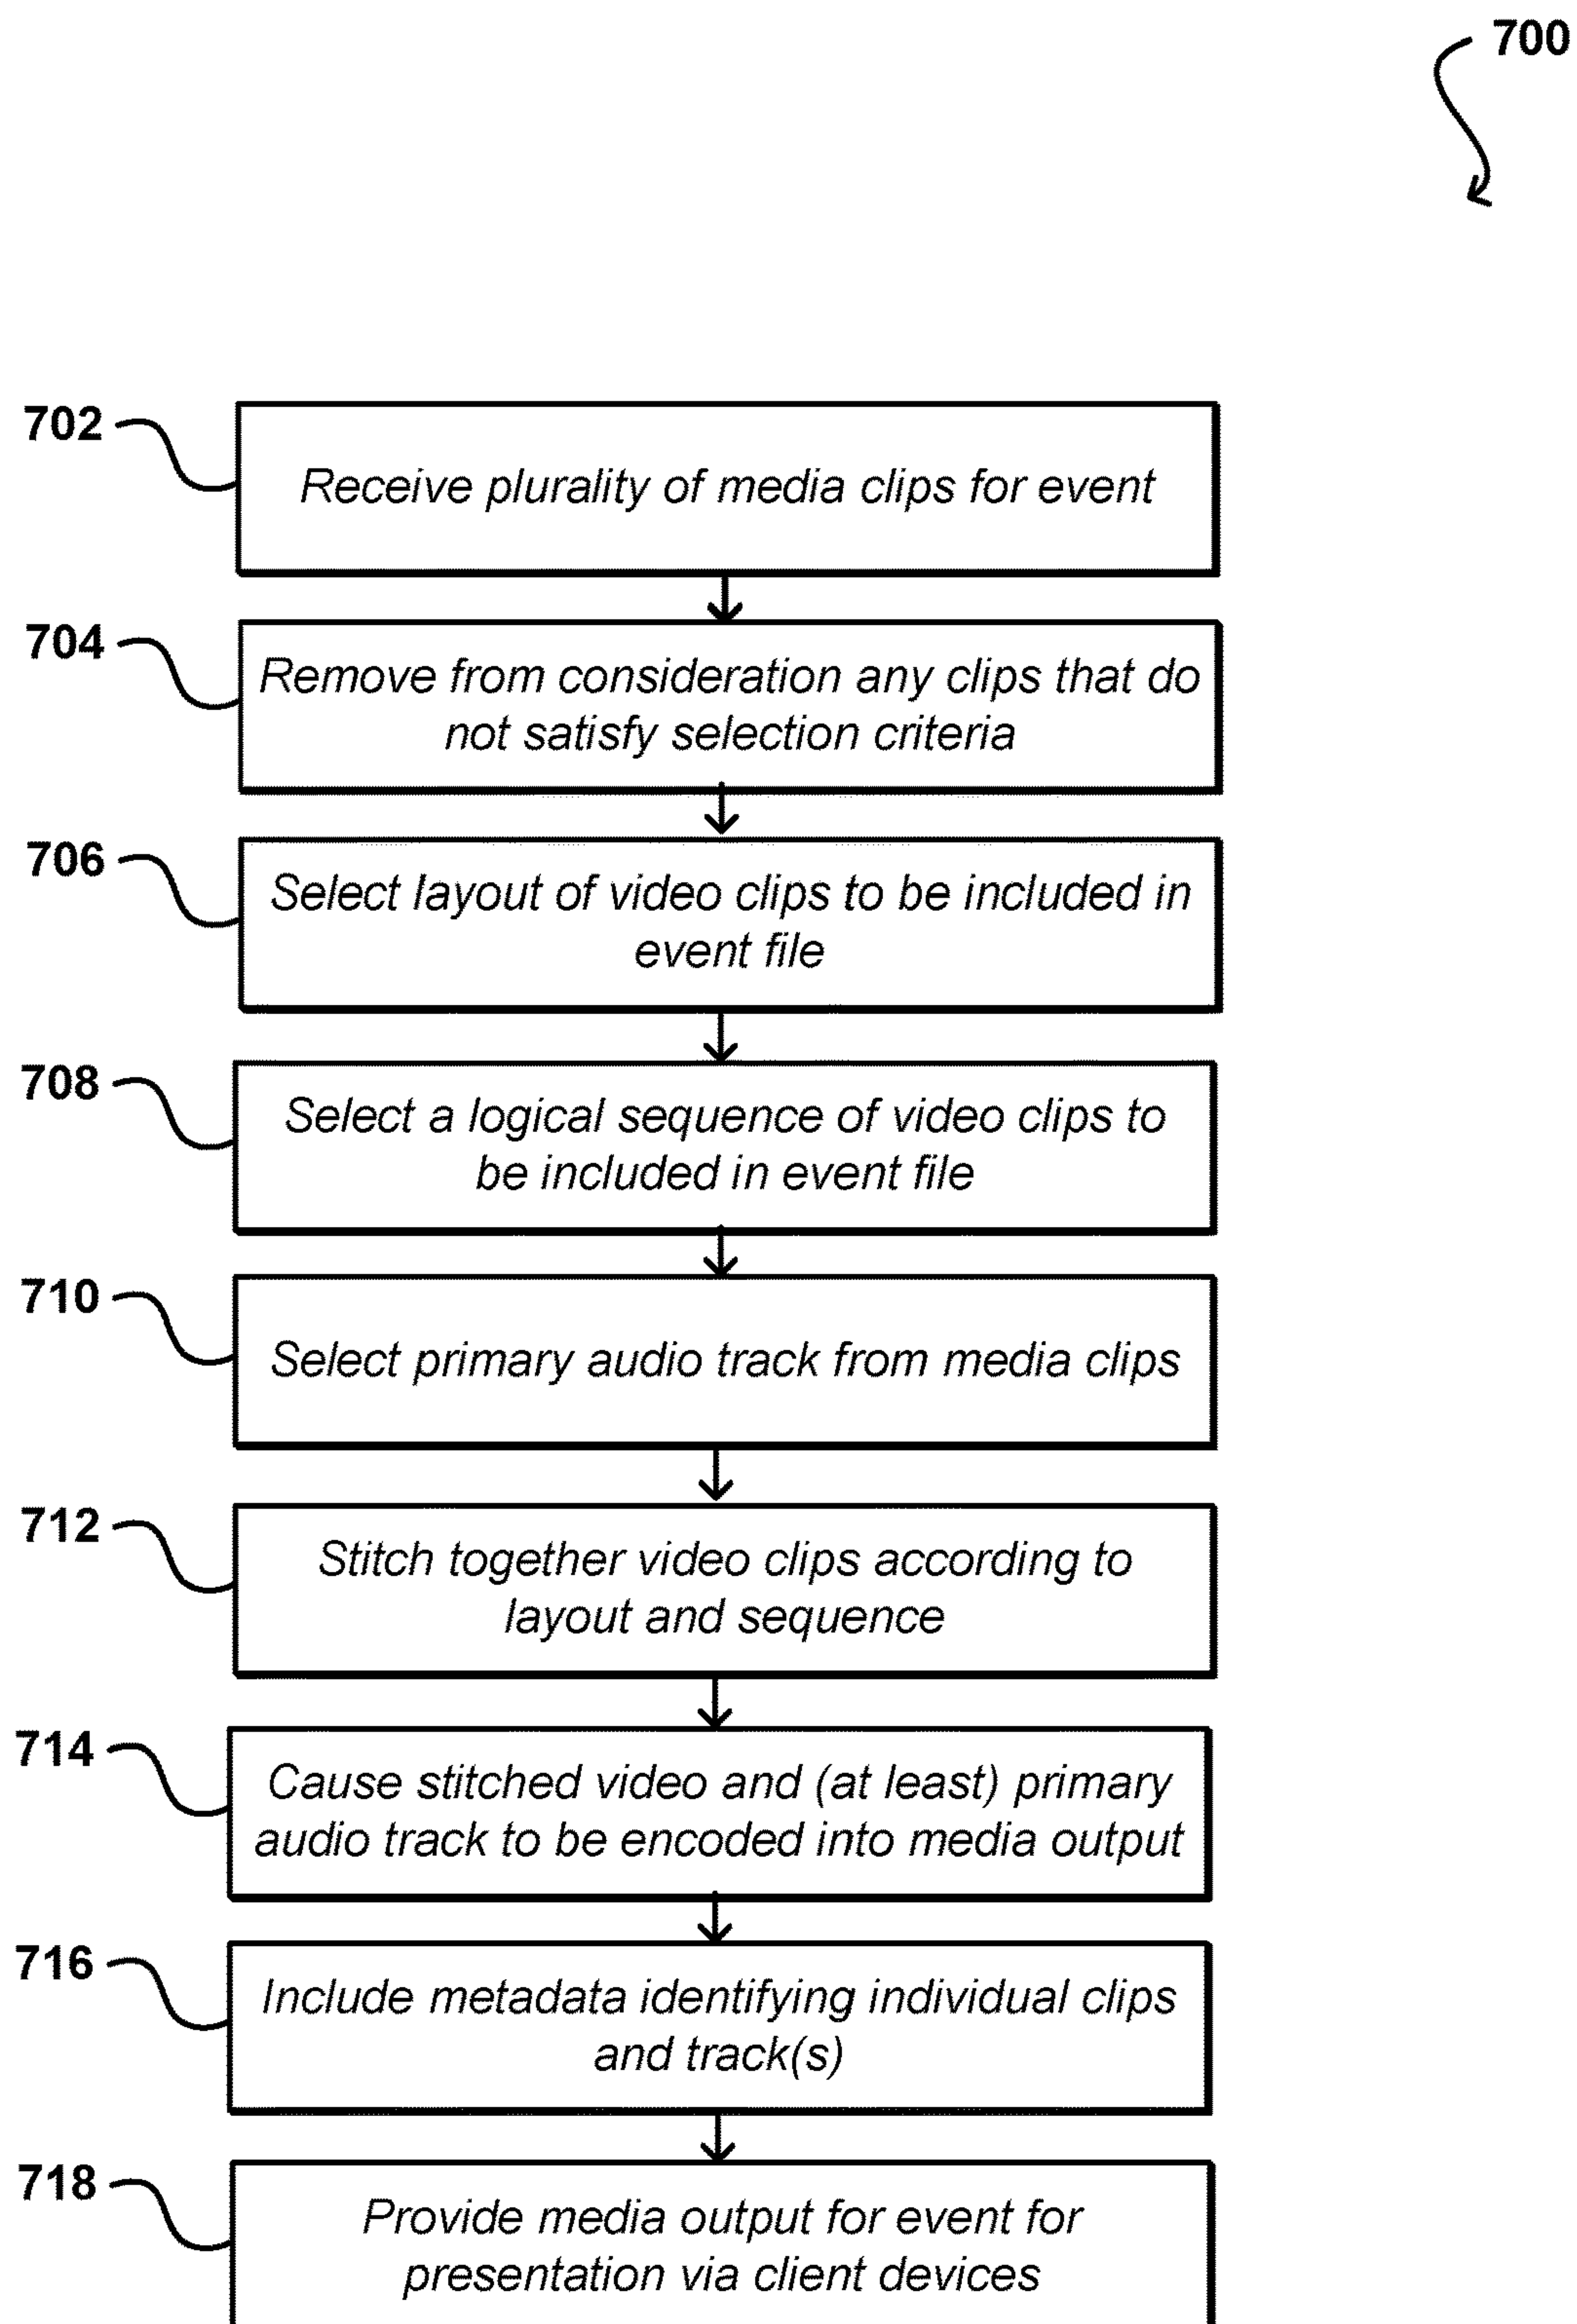 700
702
Receive plurality of media clips for event
704
Remove from consideration any clips that do
not satisfy selection criteria
706
Select layout of video clips to be included in
event file
708
Select a logical sequence of video clips to
be included in event file
710
Select primary audio track from media clips
712
Stitch together video clips according to
layout and sequence
714
Cause stitched video and (at least) primary
audio track to be encoded into media output
716
Include metadata identifying individual clips
and track(s)
718
Provide media output for event for
presentation via client devices